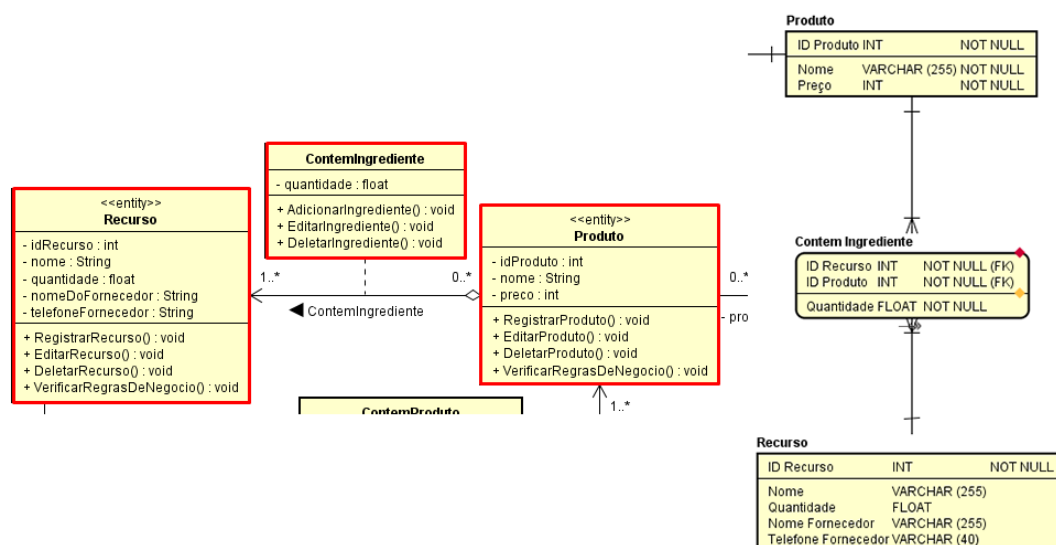 ContemIngrediente
- quantidade : float
+ AdicionarIngrediente() : void
+ EditarIngrediente() : void
+ DeletarIngrediente() : void
<<entity>>
Recurso
- idRecurso : int
- nome : String
- quantidade : float
- nomeDoFornecedor : String
- telefoneFornecedor : String
+ RegistrarRecurso() : void
+ EditarRecurso() : void
+ DeletarRecurso() : void
+ VerificarRegrasDeNegocio() : void
1..*
0..*
ContemIngrediente
<<entity>>
Produto
- idProduto : int
- nome : String
- preco : int
+ RegistrarProduto() : void
+ EditarProduto() : void
+ DeletarProduto() : void
+ VerificarRegrasDeNegocio() : void
0..*
- pro
1..*
ContemProduto
Produto
ID Produto INT NOT NULL
Nome VARCHAR (255) NOT NULL
Preço INT NOT NULL
Contem Ingrediente
ID Recurso INT NOT NULL (FK)
ID Produto INT NOT NULL (FK)
Quantidade FLOAT NOT NULL
Recurso
ID Recurso INT NOT NULL
Nome VARCHAR (255)
Quantidade FLOAT
Nome Fornecedor VARCHAR (255)
Telefone Fornecedor VARCHAR (40)